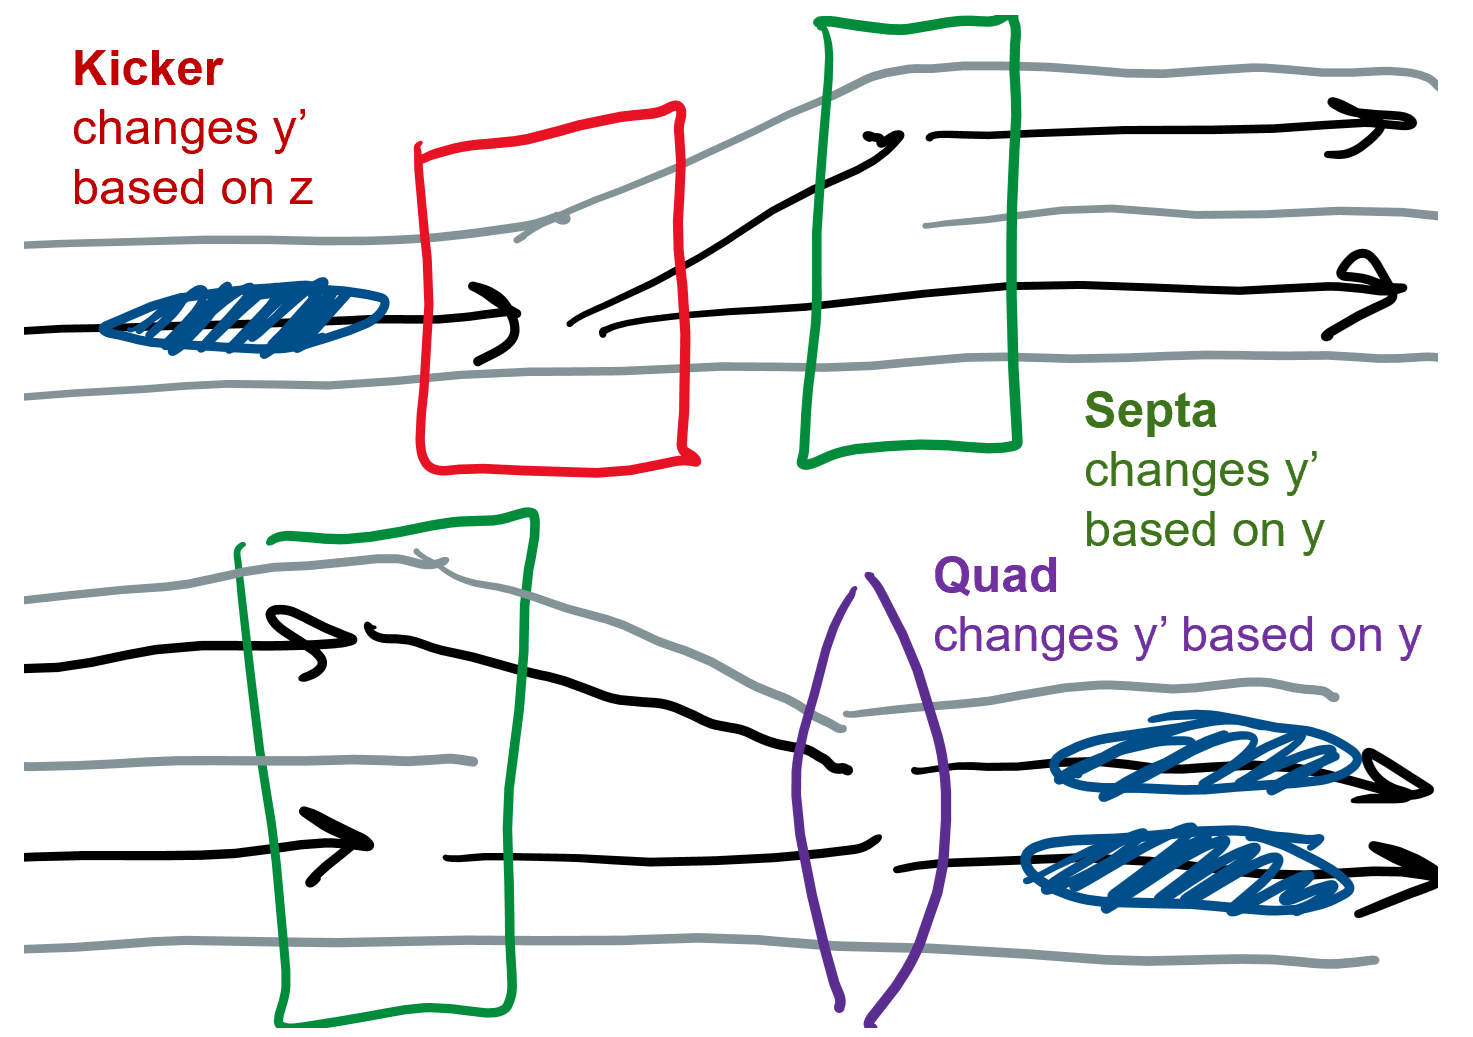 Kicker
changes y’
based on z
Septa
changes y’
based on y
Quad
changes y’ based on y